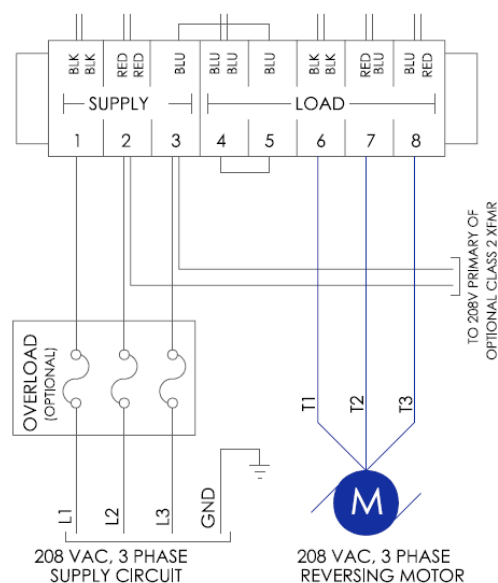 BLK
BLK
RED
RED
BLU
BLU
BLU
BLU
BLK
BLK
RED
BLU
BLU
RED
SUPPLY
LOAD
1 2 3 4 5 6 7 8
TO 208V PRIMARY OF
OPTIONAL CLASS 2 XFMR
OVERLOAD
(OPTIONAL)
T1
T2
T3
L1
L2
L3
GND
M
208 VAC, 3 PHASE
SUPPLY CIRCUIT
208 VAC, 3 PHASE
REVERSING MOTOR